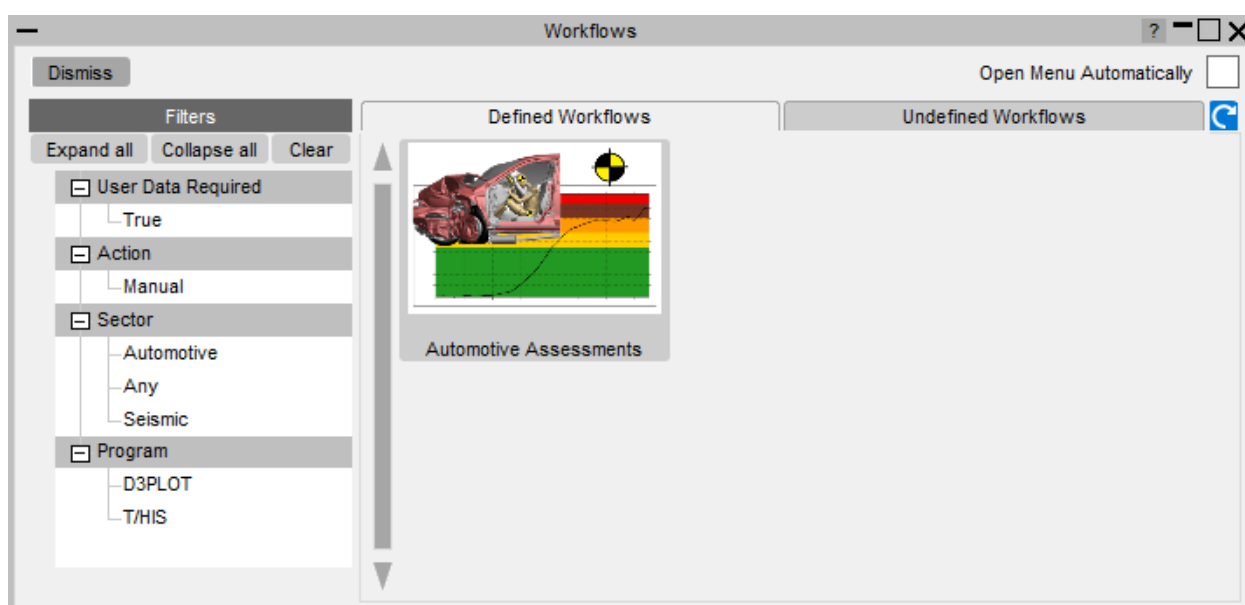 Workflows
?
Dismiss
Open Menu Automatically
Filters
Defined Workflows
Undefined Workflows
Expand all
Collapse all
Clear
User Data Required
True
Action
Manual
Sector
Automotive
Any
Seismic
Program
D3PLOT
T/HIS
Automotive Assessments